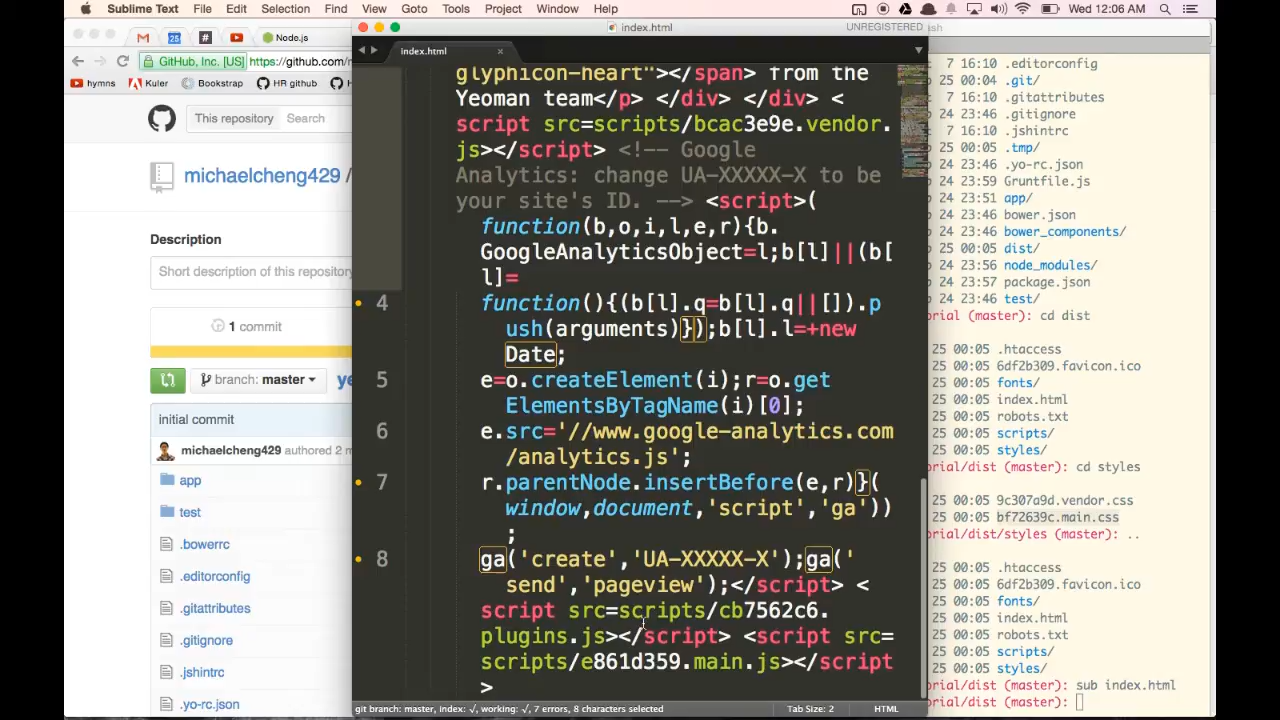 Sublime Text File Edit Selection Find View Goto Tools Project Window Help
Wed 12:06 AM
index.html
UNREGISTERED
Node.js
GitHub, Inc. [US] https://github.com/
hymns Kuler Bootstrap HR github
This repository Search
michaelcheng429 /
Description
Short description of this repository
1 commit
branch: master
ye
initial commit
michaelcheng429 authored 2 m
app
test
.bowerrc
.editorconfig
.gitattributes
.gitignore
.jshintrc
.yo-rc.json
index.html
glyphicon-heart"></span> from the
Yeoman team</p> </div> </div> <
script src=scripts/bcac3e9e.vendor.
js></script> <!-- Google
Analytics: change UA-XXXXX-X to be
your site's ID. --> <script>(
function(b,o,i,l,e,r){b.
GoogleAnalyticsObject=l;b[l]||(b[
l]=
4 function(){(b[l].q=b[l].q||[]).p
ush(arguments)});b[l].l=+new
Date;
5 e=o.createElement(i);r=o.get
ElementsByTagName(i)[0];
6 e.src='//www.google-analytics.com
/analytics.js';
7 r.parentNode.insertBefore(e,r)}(
window,document,'script','ga'))
;
8 ga('create','UA-XXXXX-X');ga('
send','pageview');</script> <
script src=scripts/cb7562c6.
plugins.js></script> <script src=
scripts/e861d359.main.js></script
>
git branch: master, index: √, working: √, 7 errors, 8 characters selected
Tab Size: 2
HTML
7 16:10 .editorconfig
25 00:04 .git/
7 16:10 .gitattributes
24 23:46 .gitignore
7 16:10 .jshintrc
25 00:05 .tmp/
24 23:46 .yo-rc.json
24 23:59 Gruntfile.js
24 23:51 app/
24 23:46 bower.json
24 23:46 bower_components/
25 00:05 dist/
24 23:56 node_modules/
24 23:57 package.json
24 23:46 test/
orial (master): cd dist
25 00:05 .htaccess
25 00:05 6df2b309.favicon.ico
25 00:05 fonts/
25 00:05 index.html
25 00:05 robots.txt
25 00:05 scripts/
25 00:05 styles/
orial/dist (master): cd styles
25 00:05 9c307a9d.vendor.css
25 00:05 bf72639c.main.css
orial/dist/styles (master): ..
25 00:05 .htaccess
25 00:05 6df2b309.favicon.ico
25 00:05 fonts/
25 00:05 index.html
25 00:05 robots.txt
25 00:05 scripts/
25 00:05 styles/
orial/dist (master): sub index.html
orial/dist (master):